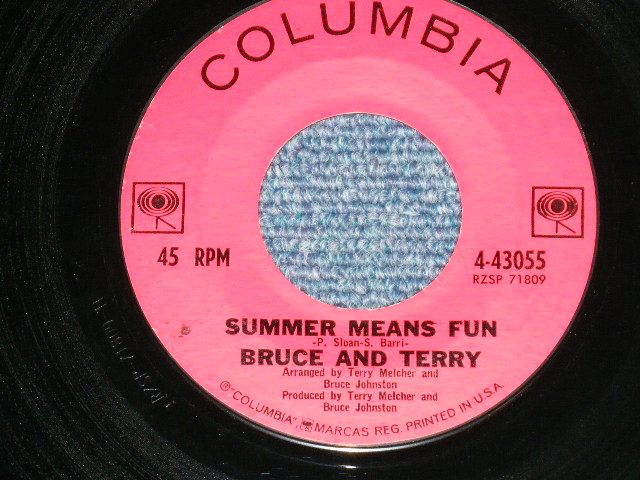 COLUMBIA
45 RPM
4-43055
RZSP 71809
SUMMER MEANS FUN
-P. Sloan-S. Barri-
BRUCE AND TERRY
Arranged by Terry Melcher and
Bruce Johnston
Produced by Terry Melcher and
Bruce Johnston
® "COLUMBIA" MARCAS REG. PRINTED IN U.S.A.